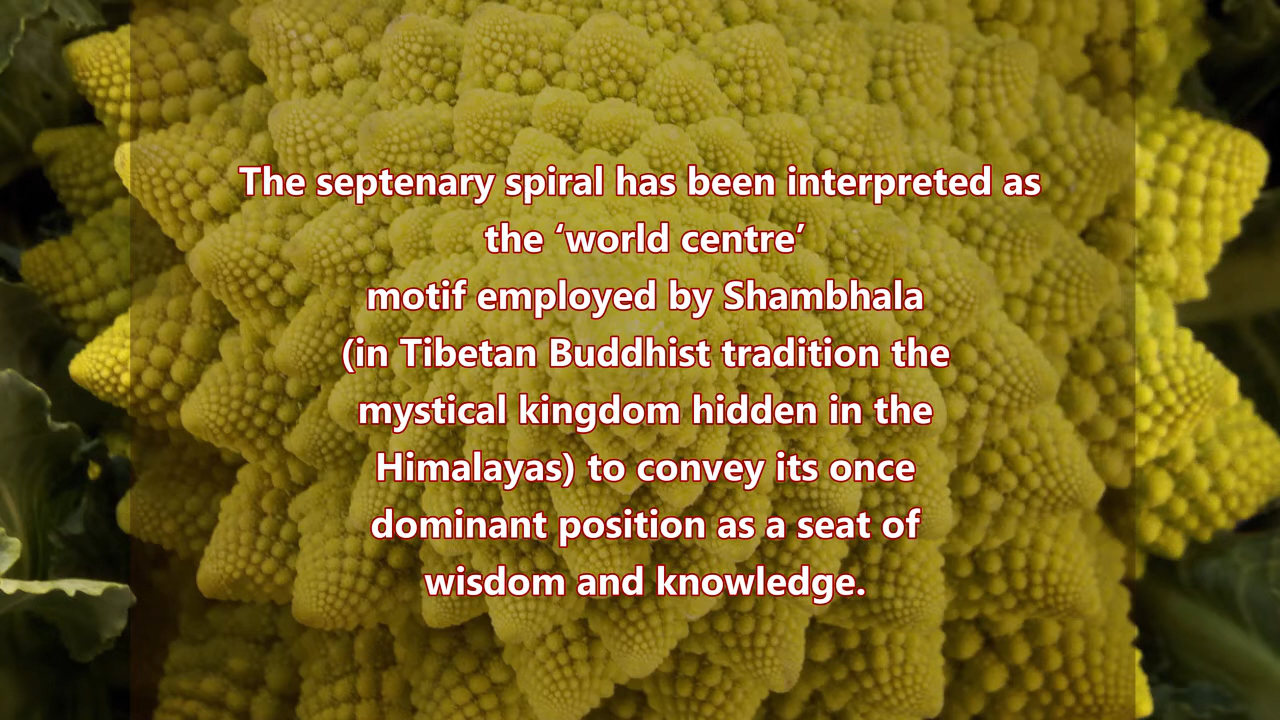 The septenary spiral has been interpreted as
the ‘world centre’
motif employed by Shambhala
(in Tibetan Buddhist tradition the
mystical kingdom hidden in the
Himalayas) to convey its once
dominant position as a seat of
wisdom and knowledge.